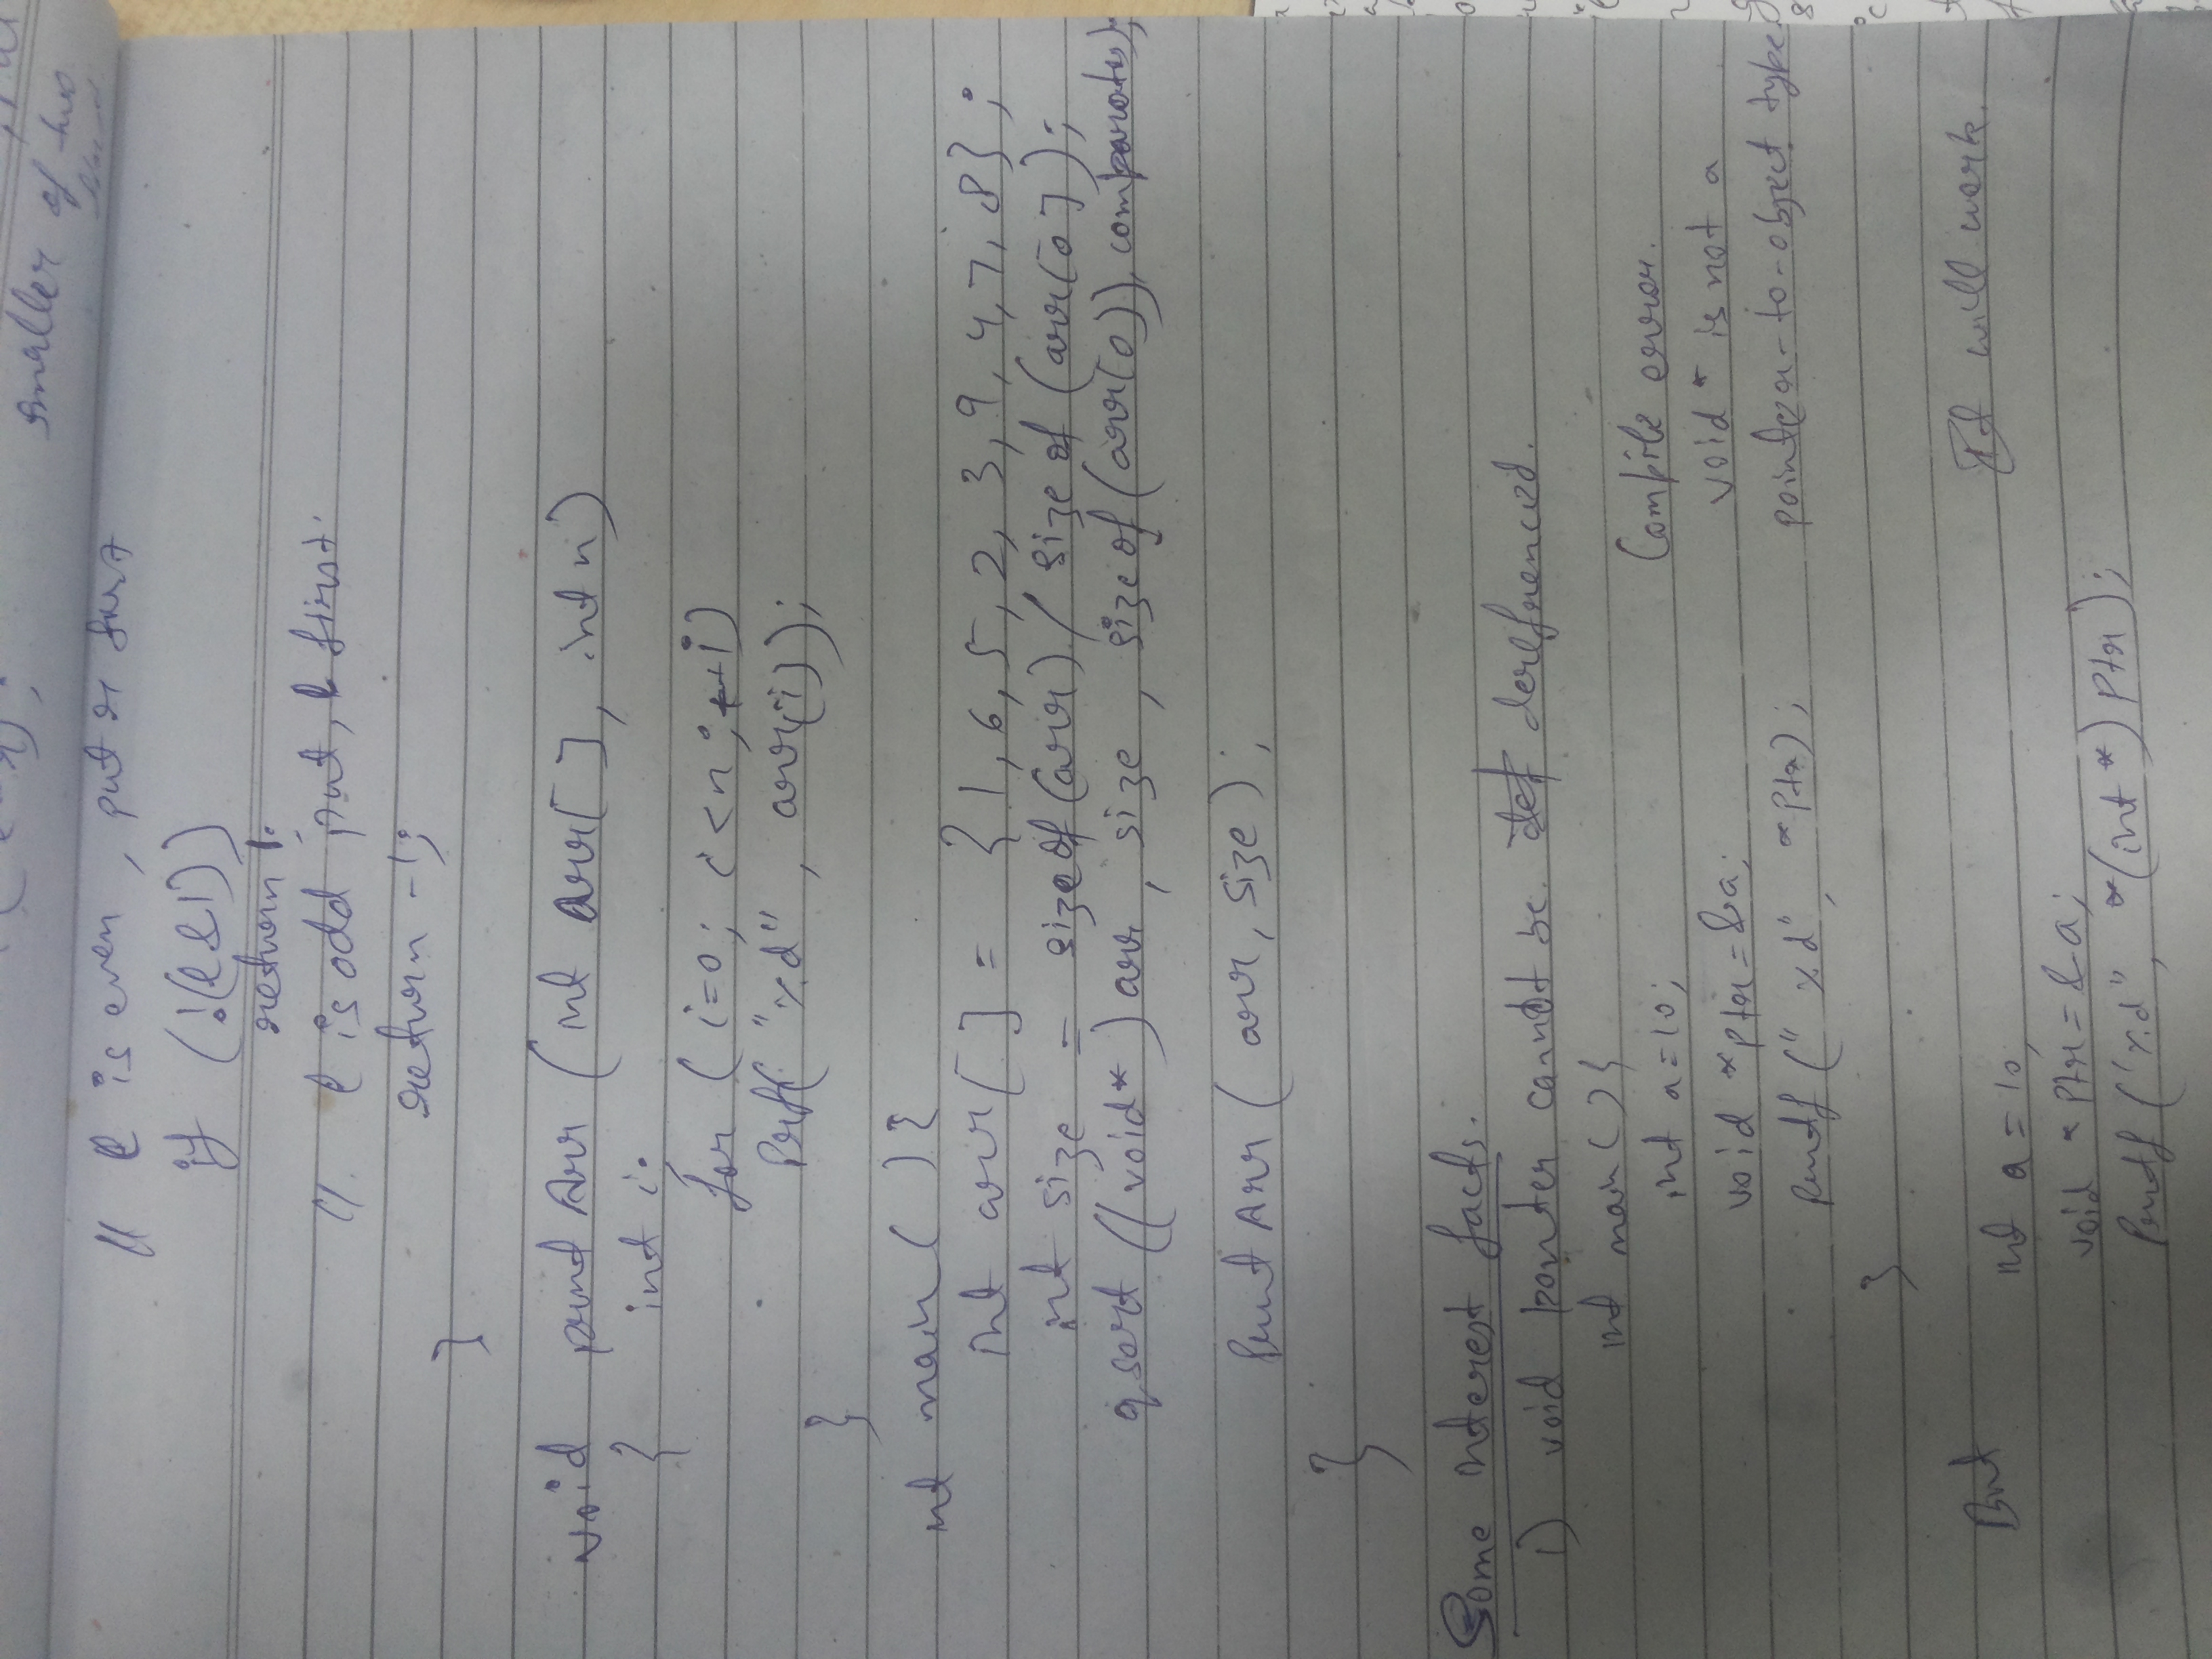 smaller of two
// l is even, put r first
if (!(l&1))
return 1;
//. l is odd put, l first.
return -1;
}
void printArr (int arr[ ], int n)
{ int i;
for (i=0; i<n; ++i)
Prf( "%d", arr[i]);
}
int main( ){
int arr[ ] = {1, 6, 5, 2, 3, 9, 4, 7, 8};
int size = sizeof(arr) / sizeof (arr[0]);
qsort ((void*) arr, size, sizeof(arr[0]), comparator);
PrintArr ( arr, size);
}
Some interest facts.
1) void pointer cannot be dereferenced.
int main(){
int a=10;
Compile error.
void *ptr=&a;
void * is not a
printf (" %d", *Ptr);
pointer-to-object type.
}
But
It will work.
int a = 10;
void * Ptr=&a;
Printf ("%d", *(int *) Ptr);